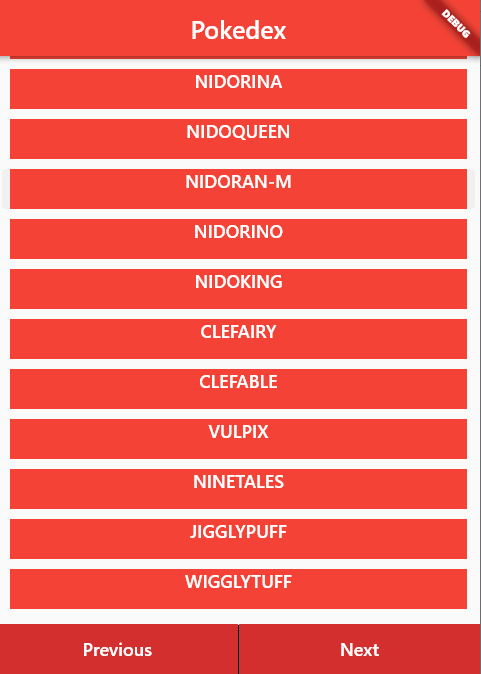 Pokedex
DEBUG
NIDORINA
NIDOQUEEN
NIDORAN-M
NIDORINO
NIDOKING
CLEFAIRY
CLEFABLE
VULPIX
NINETALES
JIGGLYPUFF
WIGGLYTUFF
Previous
Next